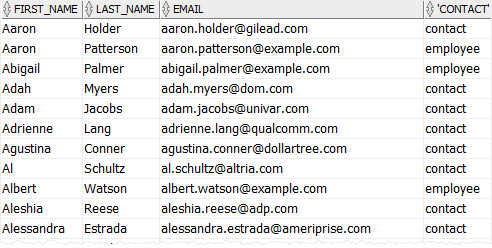 FIRST_NAME LAST_NAME EMAIL 'CONTACT'
Aaron Holder aaron.holder@gilead.com contact
Aaron Patterson aaron.patterson@example.com employee
Abigail Palmer abigail.palmer@example.com employee
Adah Myers adah.myers@dom.com contact
Adam Jacobs adam.jacobs@univar.com contact
Adrienne Lang adrienne.lang@qualcomm.com contact
Agustina Conner agustina.conner@dollartree.com contact
Al Schultz al.schultz@altria.com contact
Albert Watson albert.watson@example.com employee
Aleshia Reese aleshia.reese@adp.com contact
Alessandra Estrada alessandra.estrada@ameriprise.com contact